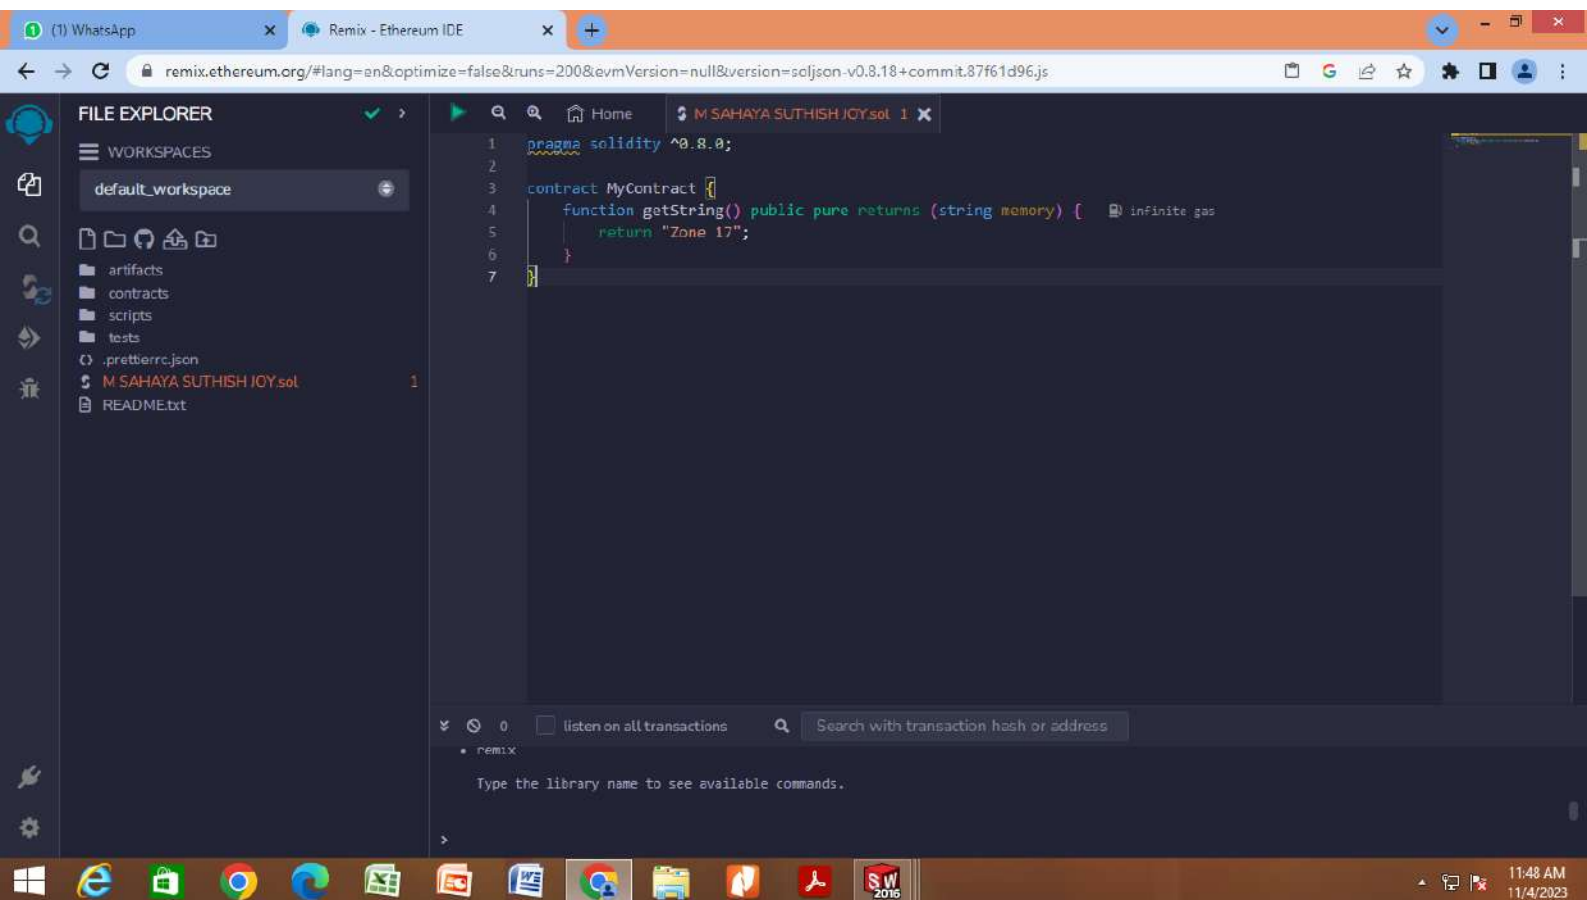 (1) WhatsApp
Remix - Ethereum IDE
remix.ethereum.org/#lang=en&optimize=false&runs=200&evmVersion=null&version=soljson-v0.8.18+commit.87f61d96.js
FILE EXPLORER
Home
M SAHAYA SUTHISH JOY.sol 1
WORKSPACES
default_workspace
artifacts
contracts
scripts
tests
.prettierrc.json
M SAHAYA SUTHISH JOY.sol 1
README.txt
1 pragma solidity ^0.8.0;
2
3 contract MyContract {
4 function getString() public pure returns (string memory) { infinite gas
5 return "Zone 17";
6 }
7 }
0 listen on all transactions Search with transaction hash or address
• remix
Type the library name to see available commands.
>
SW
2016
11:48 AM
11/4/2023